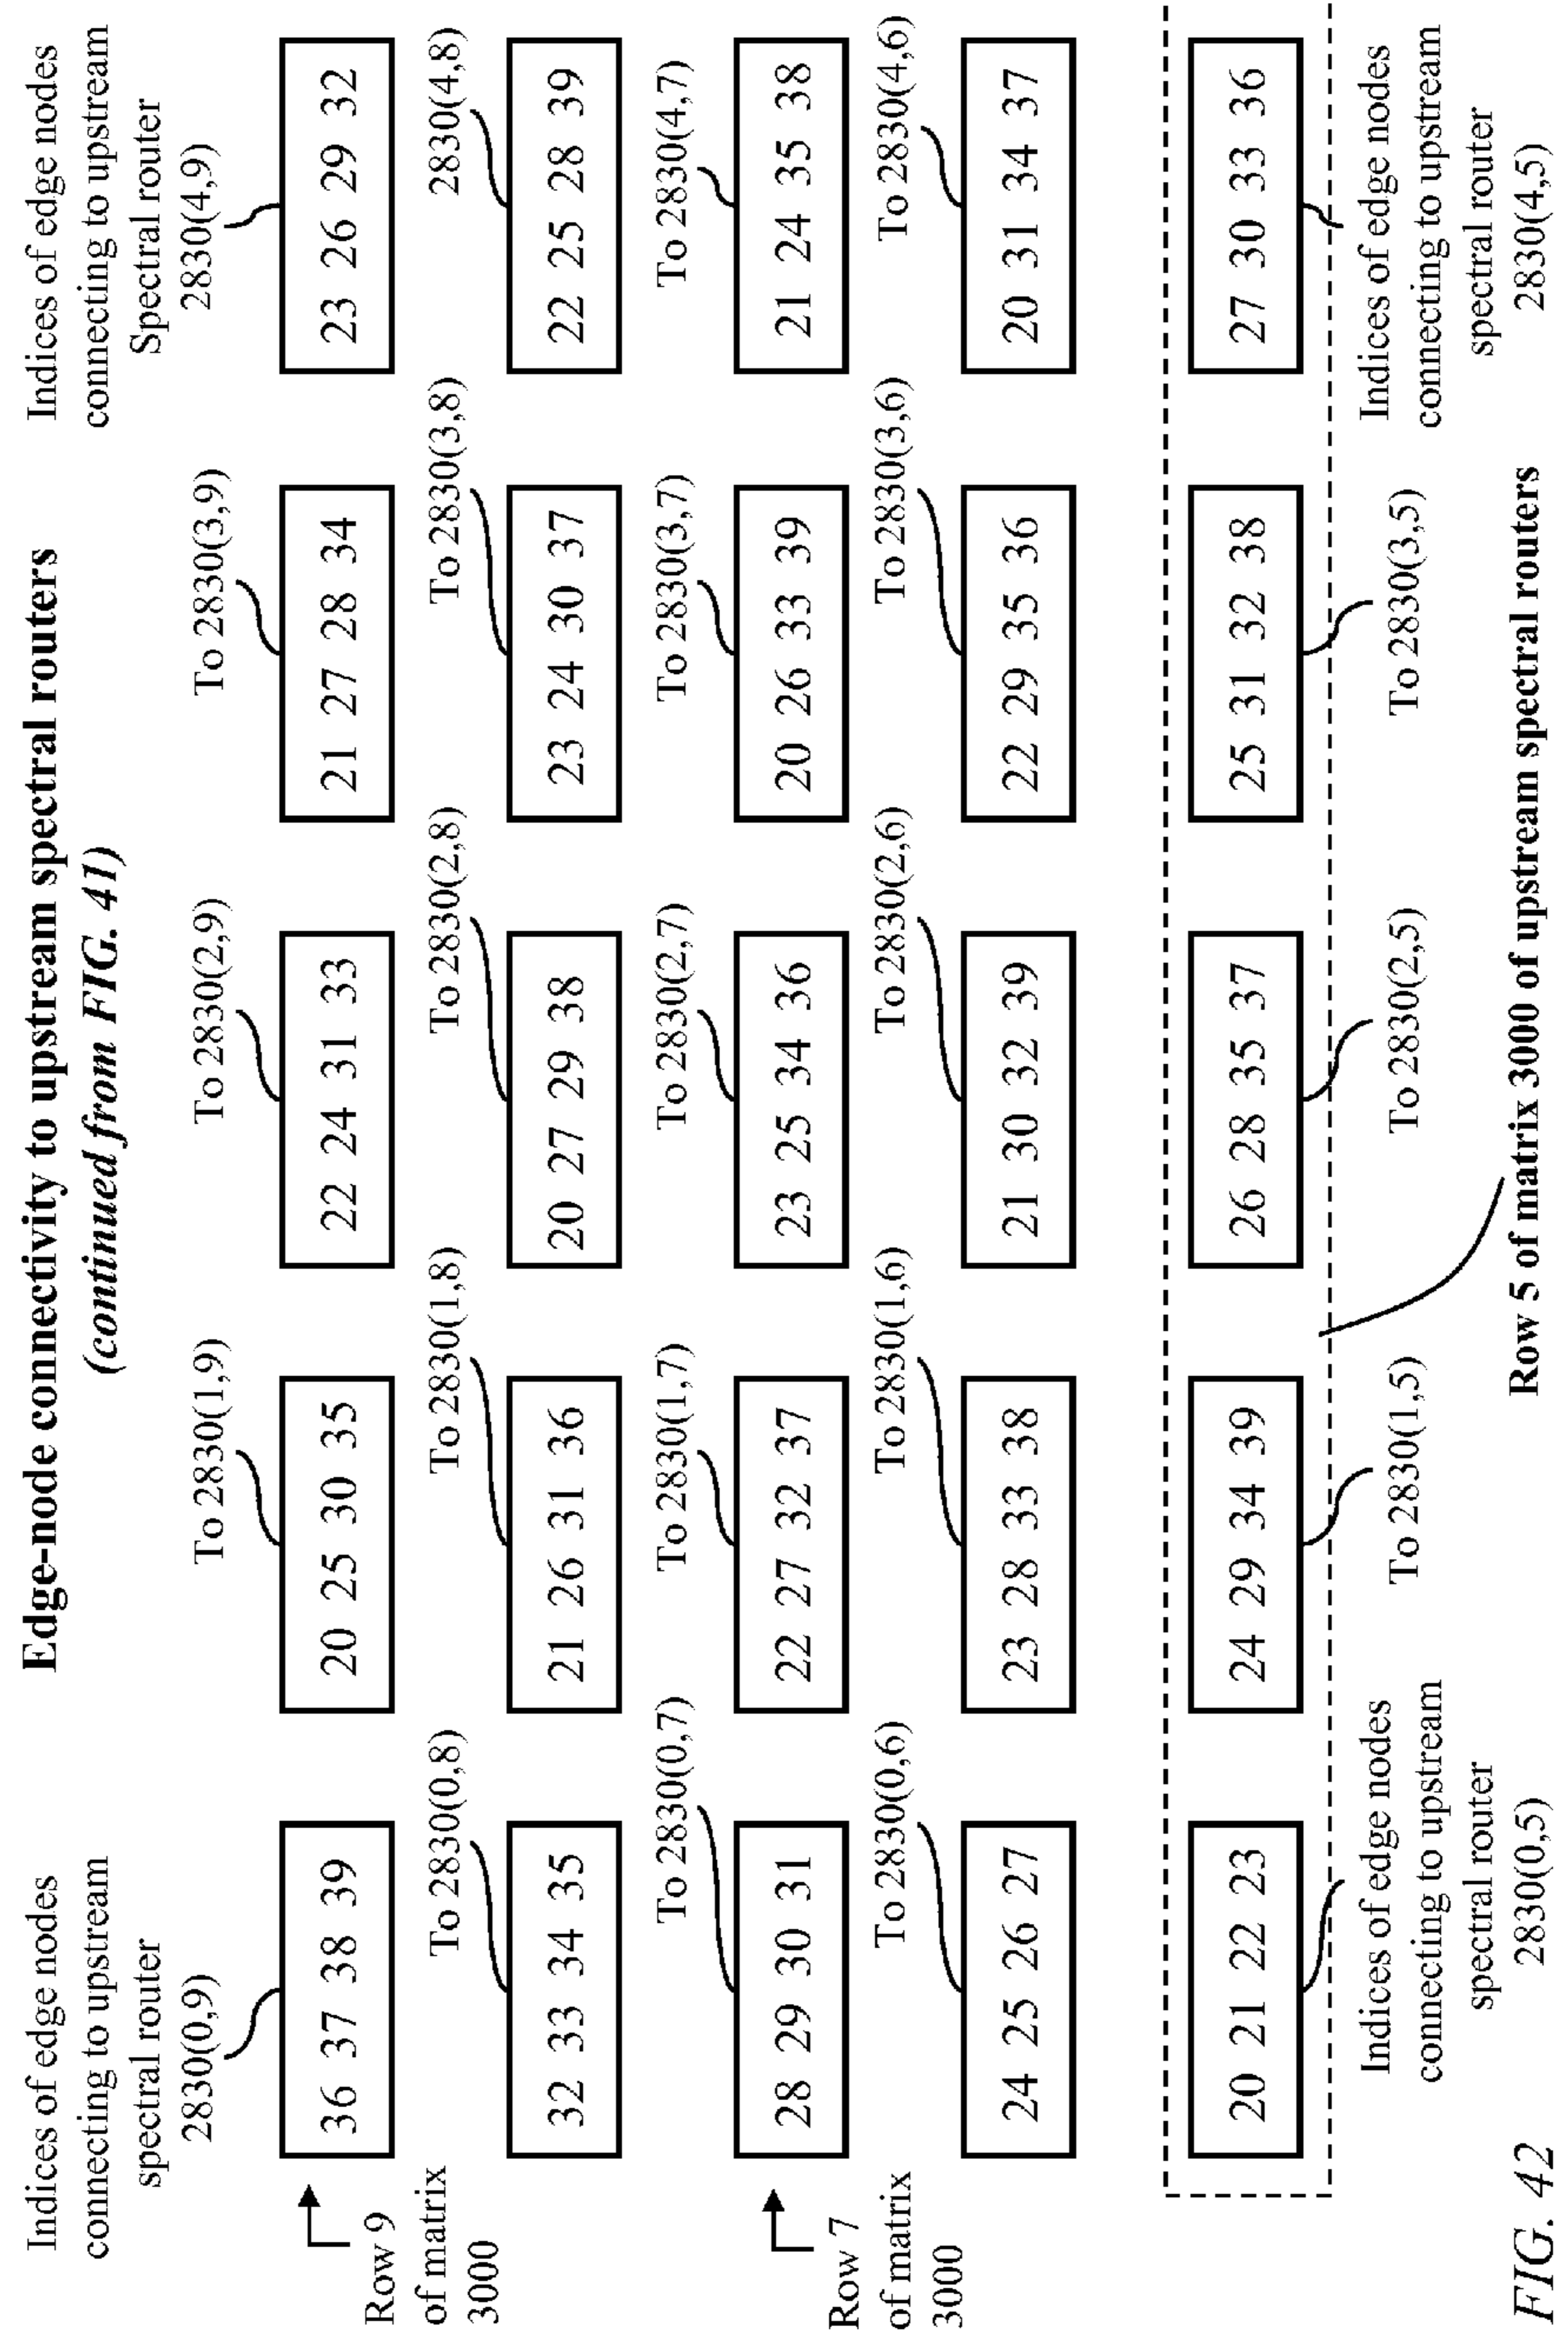 Edge-node connectivity to upstream spectral routers
(continued from FIG. 41)
Indices of edge nodes
connecting to upstream
spectral router
2830(0,9)
To 2830(1,9)
To 2830(2,9)
To 2830(3,9)
Indices of edge nodes
connecting to upstream
Spectral router
2830(4,9)
Row 9
of matrix
3000
36 37 38 39
20 25 30 35
22 24 31 33
21 27 28 34
23 26 29 32
To 2830(0,8)
To 2830(1,8)
To 2830(2,8)
To 2830(3,8)
2830(4,8)
32 33 34 35
21 26 31 36
20 27 29 38
23 24 30 37
22 25 28 39
To 2830(0,7)
To 2830(1,7)
To 2830(2,7)
To 2830(3,7)
To 2830(4,7)
Row 7
of matrix
3000
28 29 30 31
22 27 32 37
23 25 34 36
20 26 33 39
21 24 35 38
To 2830(0,6)
To 2830(1,6)
To 2830(2,6)
To 2830(3,6)
To 2830(4,6)
24 25 26 27
23 28 33 38
21 30 32 39
22 29 35 36
20 31 34 37
20 21 22 23
24 29 34 39
26 28 35 37
25 31 32 38
27 30 33 36
Indices of edge nodes
connecting to upstream
spectral router
2830(0,5)
To 2830(1,5)
To 2830(2,5)
To 2830(3,5)
Indices of edge nodes
connecting to upstream
spectral router
2830(4,5)
Row 5 of matrix 3000 of upstream spectral routers
FIG. 42